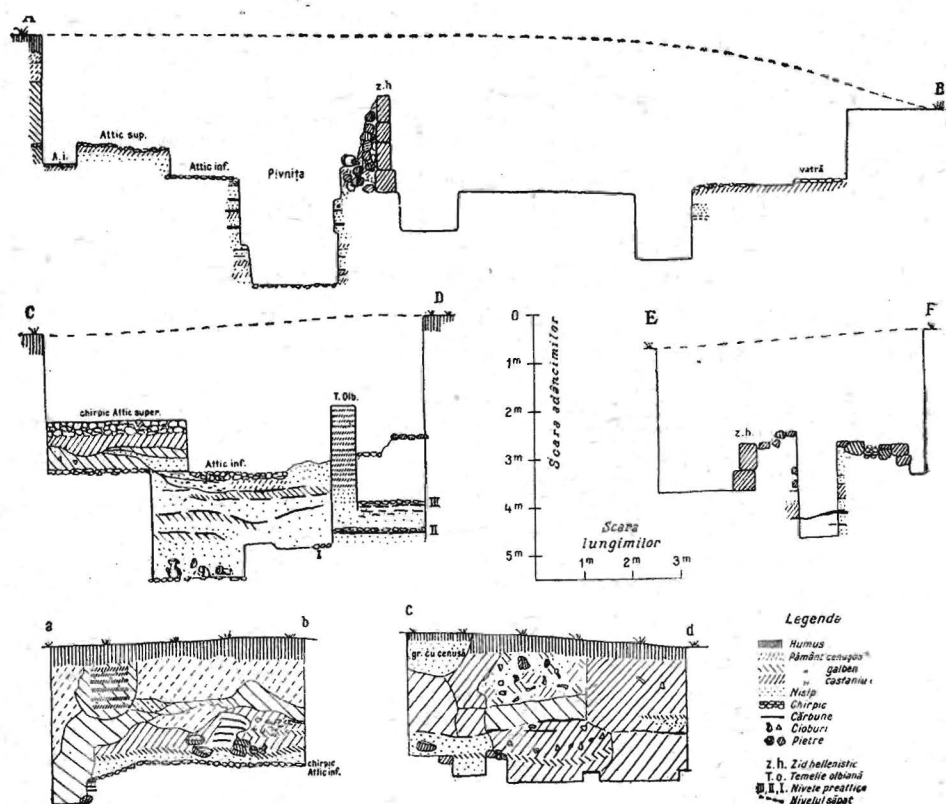 A
B
z.h.
Attic sup.
A.i.
Attic inf.
Pivnița
vatră
C
D
chirpic Attic super.
T. Olb.
Attic inf.
III
II
I
0
1m
2m
3m
4m
5m
Scara adâncimilor
Scara
lungimilor
1m 2m 3m
E
F
z.h.
a
b
chirpic
Attic inf.
c
d
gr. cu cenușă
Legenda
Humus
Pământ cenușos
" galben
" castaniu
Nisip
Chirpic
Cărbune
Cioburi
Pietre
z.h. Zid hellenistic
T.o. Temelie olbiană
III, II, I. Nivele preattice
Nivelul săpat